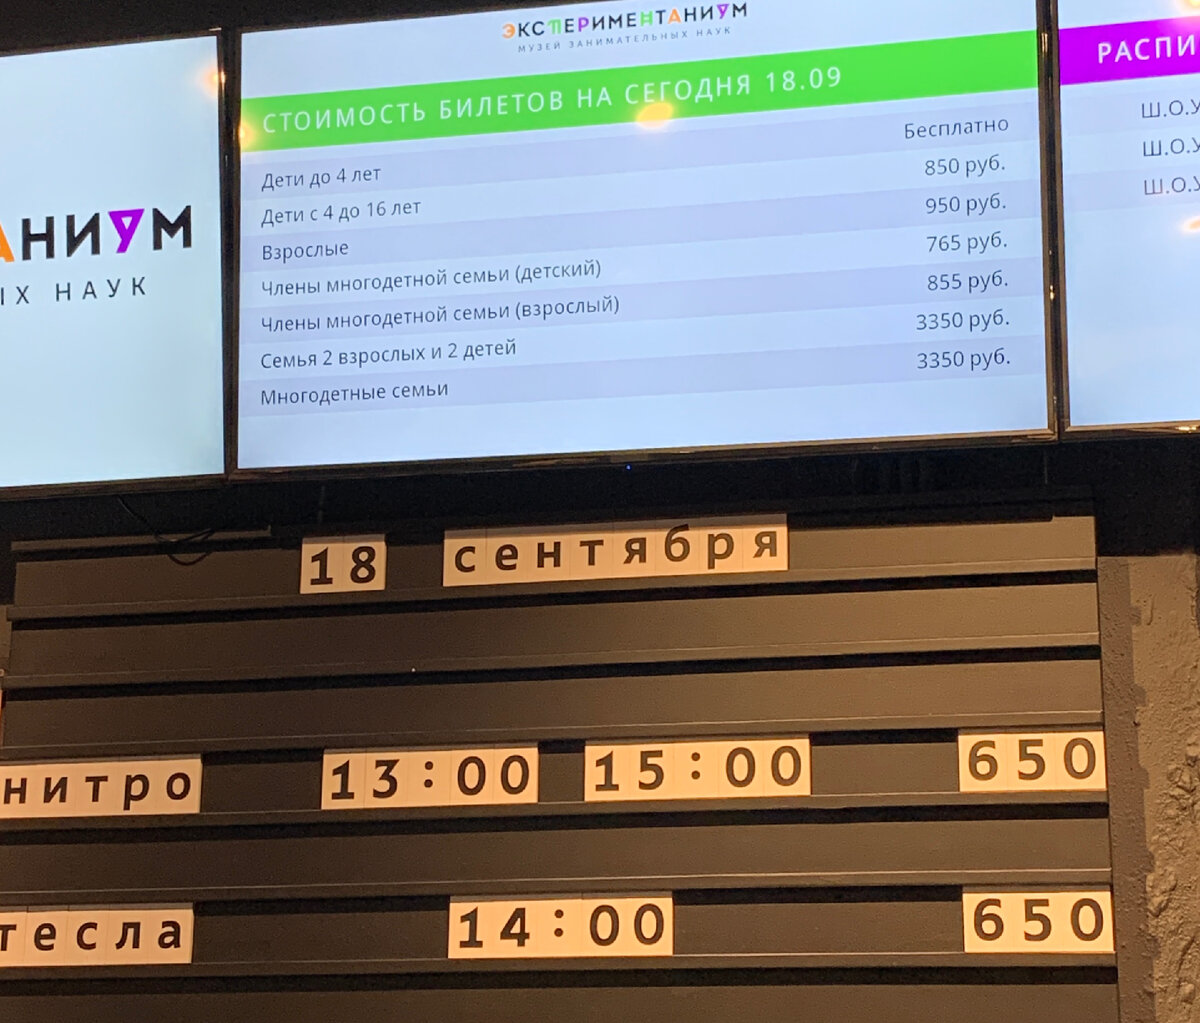 ЭКСПЕРИМЕНТАНИУМ
МУЗЕЙ ЗАНИМАТЕЛЬНЫХ НАУК
СТОИМОСТЬ БИЛЕТОВ НА СЕГОДНЯ 18.09
Дети до 4 лет Бесплатно
Дети с 4 до 16 лет 850 руб.
Взрослые 950 руб.
Члены многодетной семьи (детский) 765 руб.
Члены многодетной семьи (взрослый) 855 руб.
Семья 2 взрослых и 2 детей 3350 руб.
Многодетные семьи 3350 руб.
АНИУМ
ЫХ НАУК
РАСПИ
Ш.О.У
Ш.О.У
Ш.О.У
18 сентября
нитро 13:00 15:00 650
тесла 14:00 650